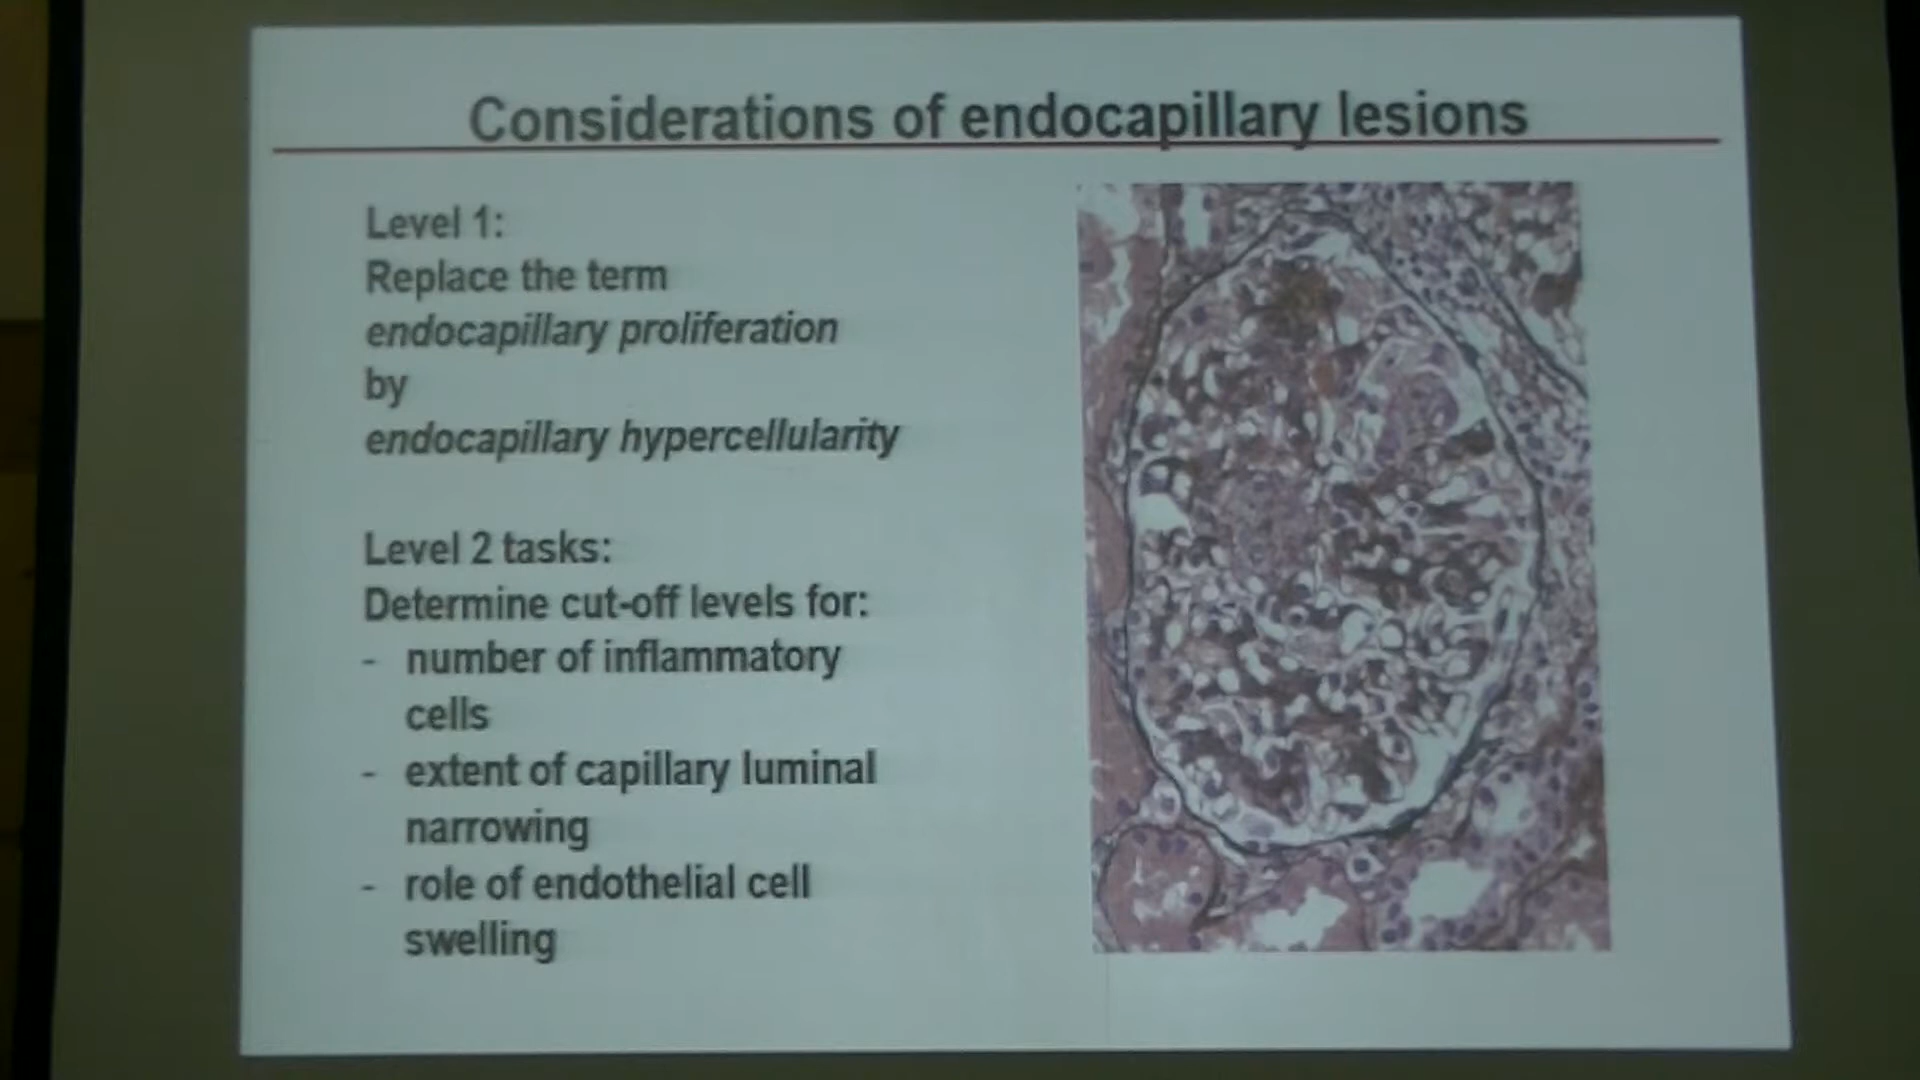 Considerations of endocapillary lesions
Level 1:
Replace the term
endocapillary proliferation
by
endocapillary hypercellularity
Level 2 tasks:
Determine cut-off levels for:
- number of inflammatory
cells
- extent of capillary luminal
narrowing
- role of endothelial cell
swelling